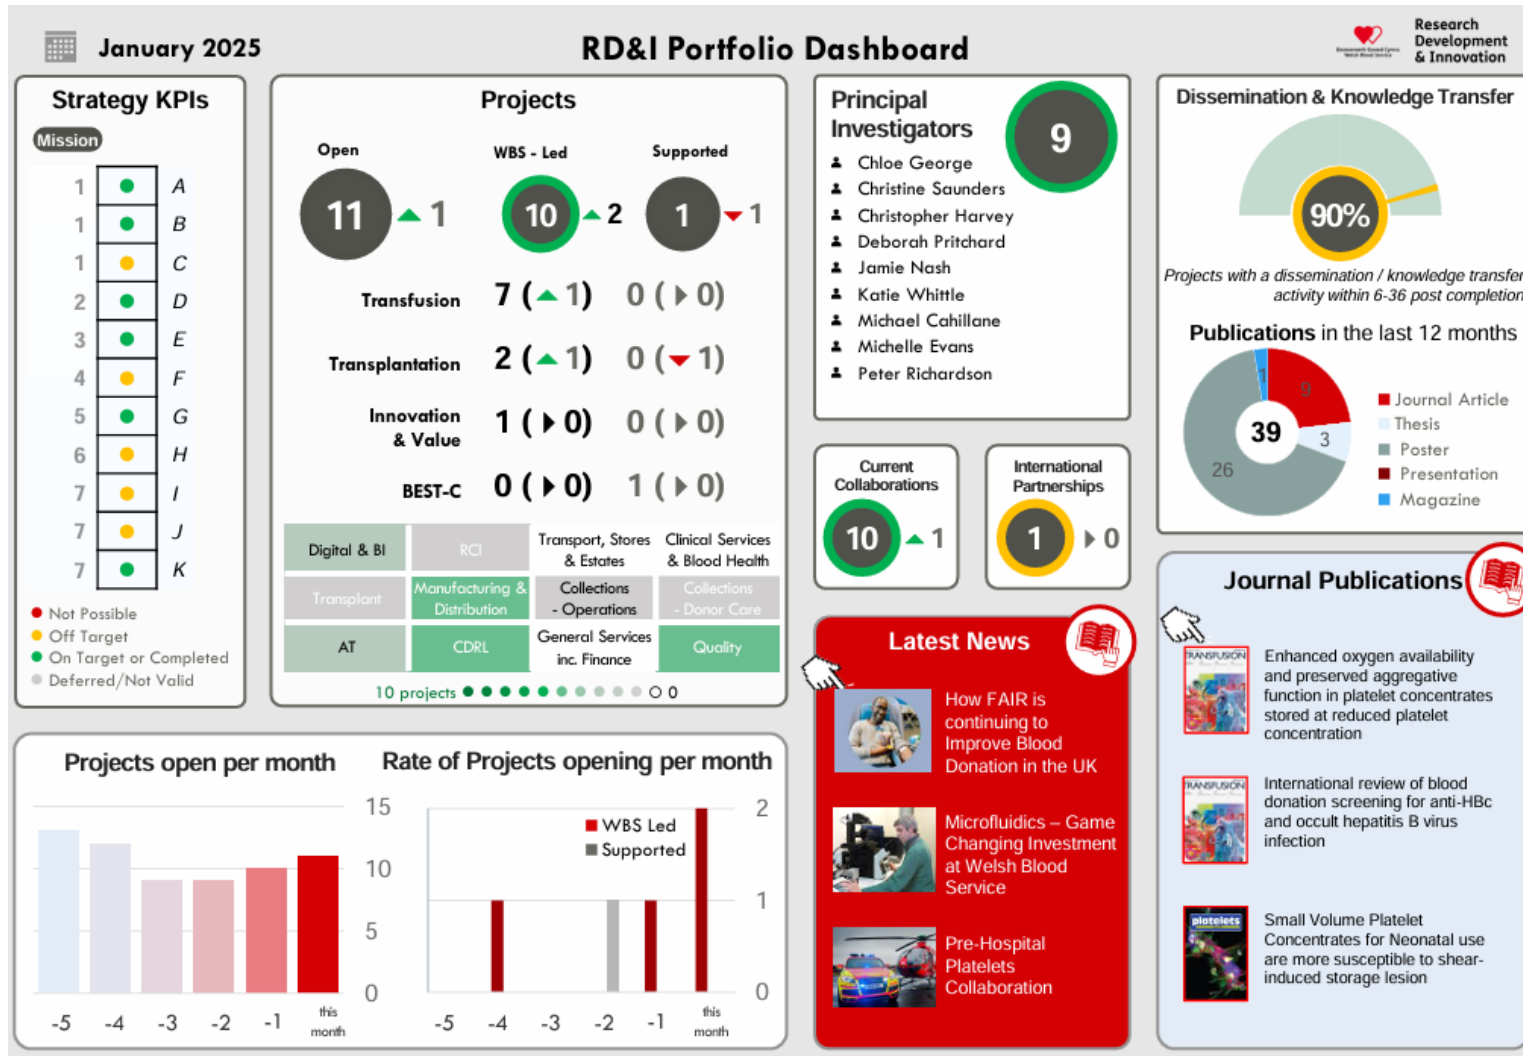 January 2025
RD&I Portfolio Dashboard
Research
Development
& Innovation
Strategy KPIs
Mission
1 A
1 B
1 C
2 D
3 E
4 F
5 G
6 H
7 I
7 J
7 K
Not Possible
Off Target
On Target or Completed
Deferred/Not Valid
Projects
Open
WBS - Led
Supported
11 1
10 2
1 1
Transfusion 7 ( 1) 0 ( 0)
Transplantation 2 ( 1) 0 ( 1)
Innovation
& Value 1 ( 0) 0 ( 0)
BEST-C 0 ( 0) 1 ( 0)
Digital & BI
RCI
Transport, Stores
& Estates
Clinical Services
& Blood Health
Transplant
Manufacturing &
Distribution
Collections
- Operations
Collections
- Donor Care
AT
CDRL
General Services
inc. Finance
Quality
10 projects 0
Principal
Investigators
9
Chloe George
Christine Saunders
Christopher Harvey
Deborah Pritchard
Jamie Nash
Katie Whittle
Michael Cahillane
Michelle Evans
Peter Richardson
Current
Collaborations
10 1
International
Partnerships
1 0
Dissemination & Knowledge Transfer
90%
Projects with a dissemination / knowledge transfer
activity within 6-36 post completion
Publications in the last 12 months
1
9
3
26
39
Journal Article
Thesis
Poster
Presentation
Magazine
Projects open per month
15
10
5
0
-5 -4 -3 -2 -1 this
month
Rate of Projects opening per month
WBS Led
Supported
2
1
0
-5 -4 -3 -2 -1 this
month
Latest News
How FAIR is
continuing to
Improve Blood
Donation in the UK
Microfluidics – Game
Changing Investment
at Welsh Blood
Service
Pre-Hospital
Platelets
Collaboration
Journal Publications
TRANSFUSION
Enhanced oxygen availability
and preserved aggregative
function in platelet concentrates
stored at reduced platelet
concentration
TRANSFUSION
International review of blood
donation screening for anti-HBc
and occult hepatitis B virus
infection
platelets
Small Volume Platelet
Concentrates for Neonatal use
are more susceptible to shear-
induced storage lesion